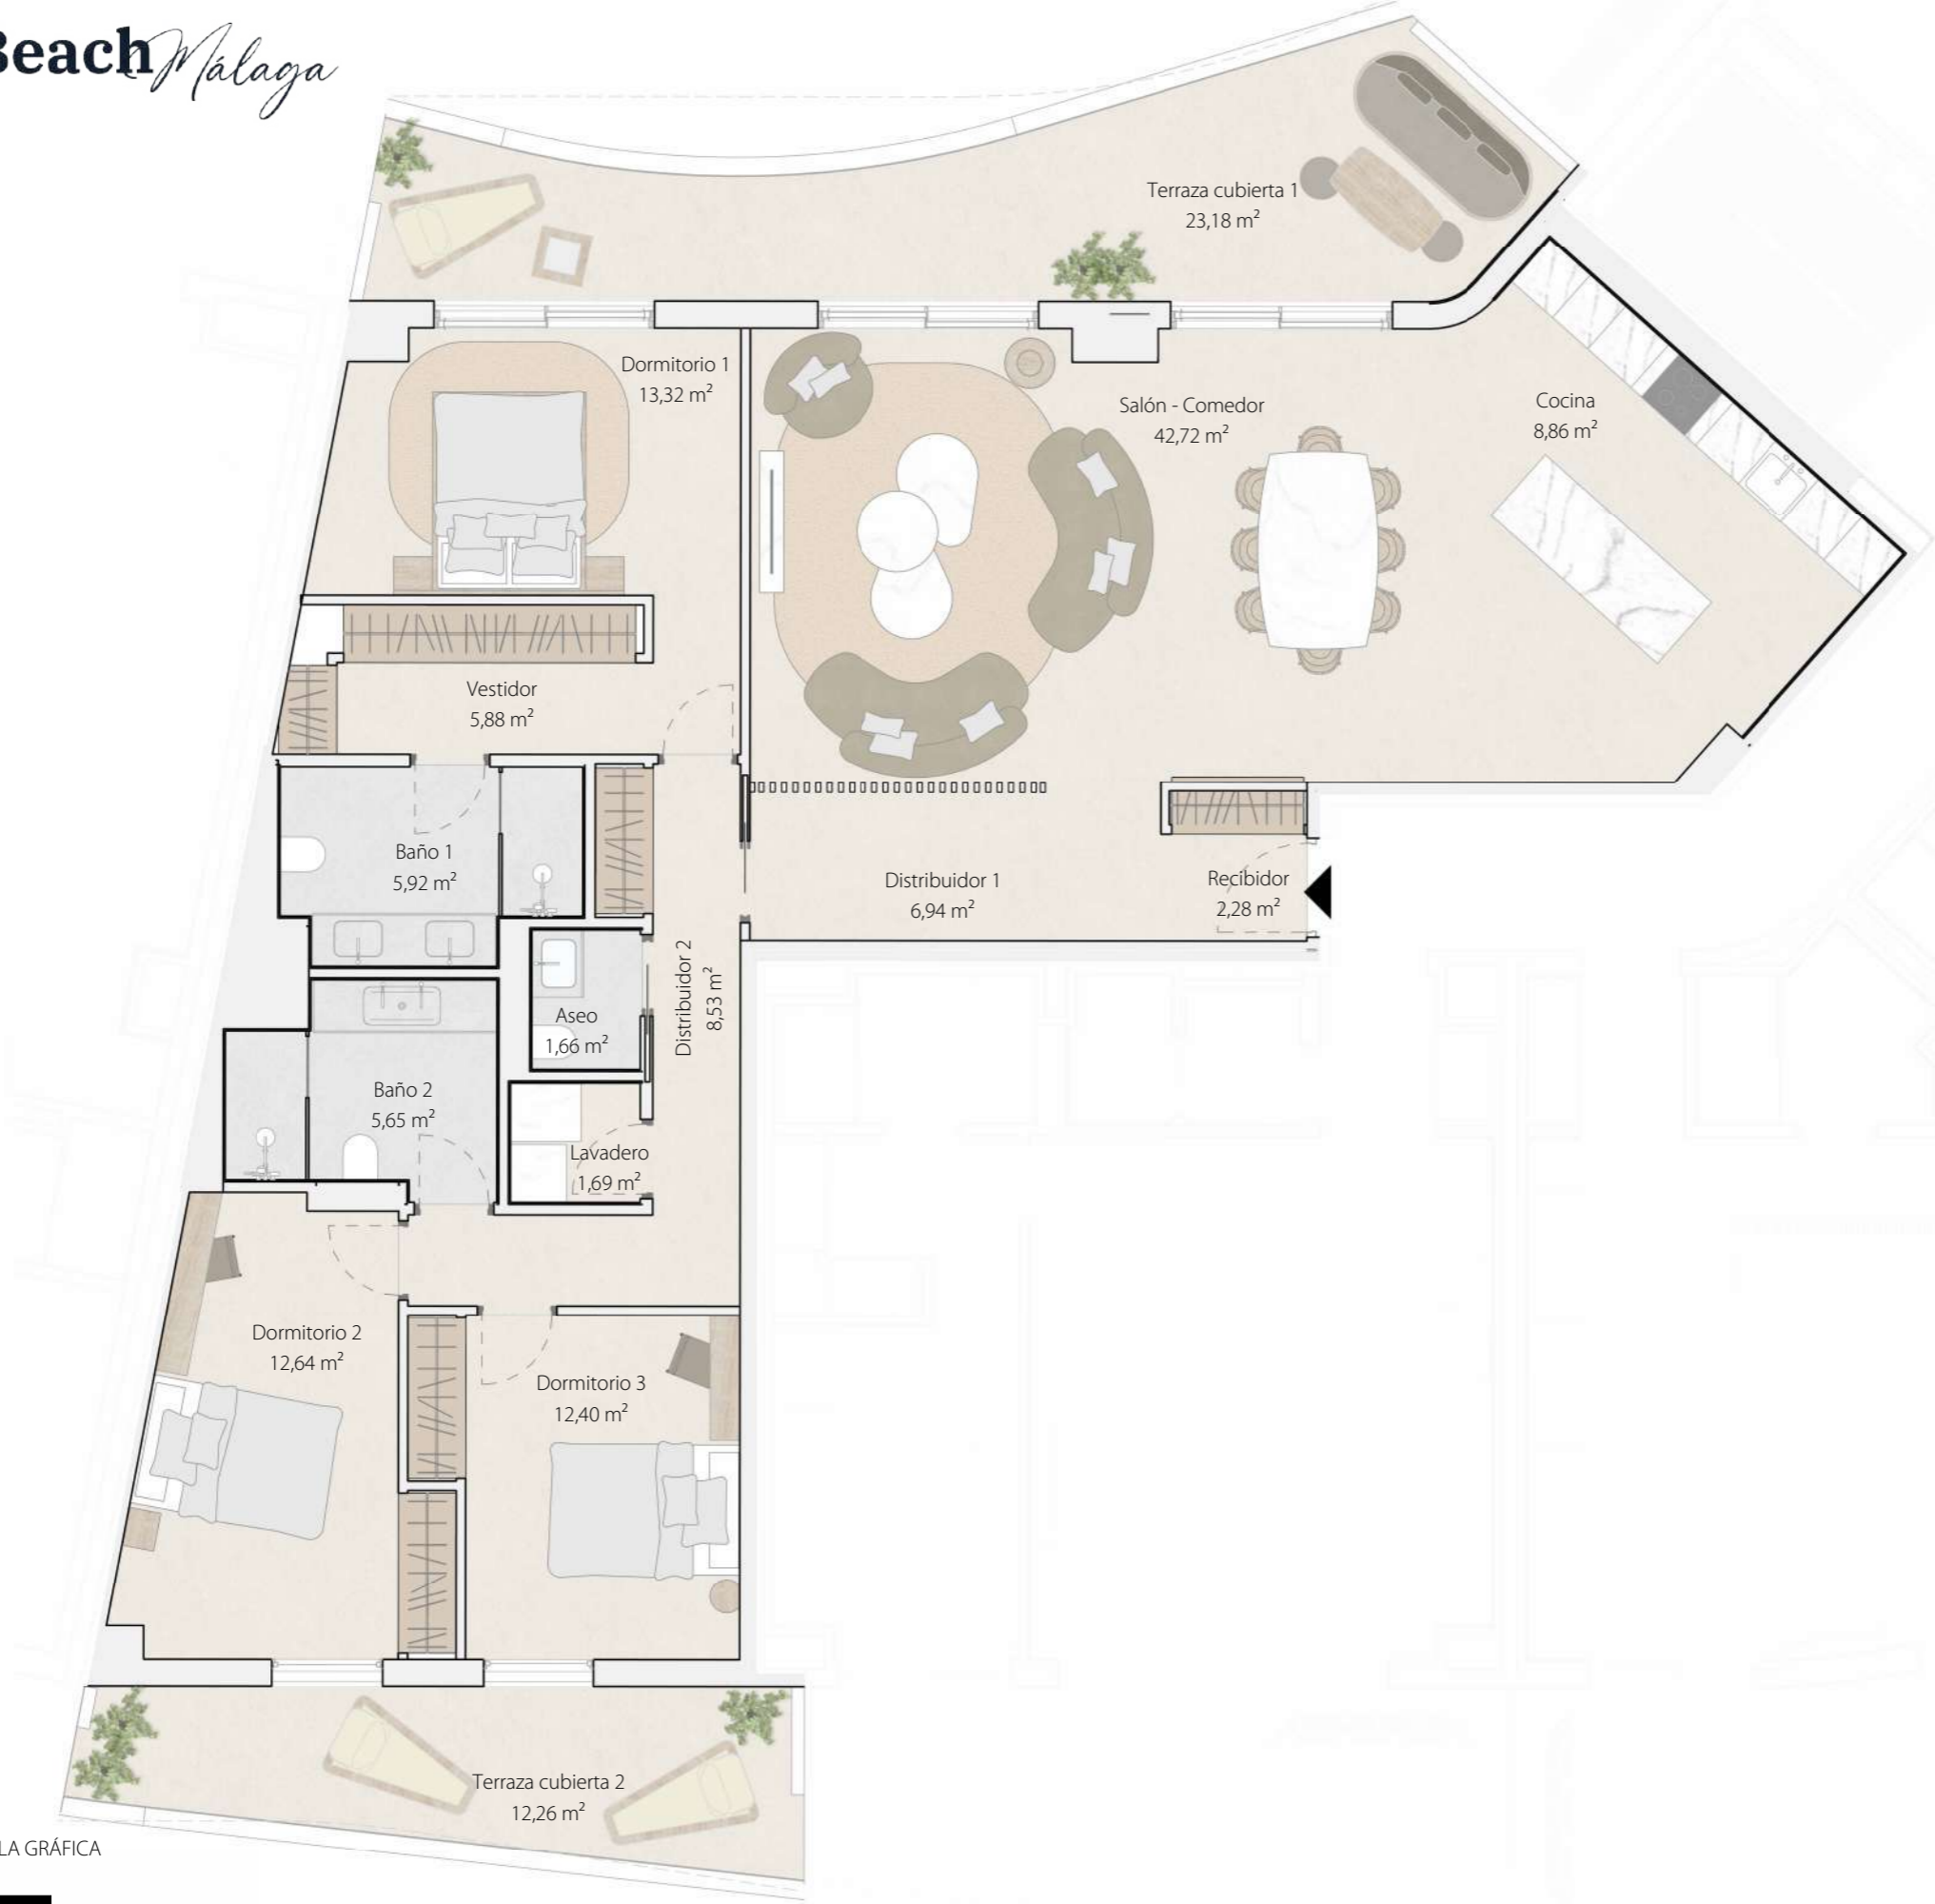 Beach Málaga
Terraza cubierta 1
23,18 m²
Dormitorio 1
13,32 m²
Salón - Comedor
42,72 m²
Cocina
8,86 m²
Vestidor
5,88 m²
Baño 1
5,92 m²
Distribuidor 1
6,94 m²
Recibidor
2,28 m²
Distribuidor 2
8,53 m²
Aseo
1,66 m²
Baño 2
5,65 m²
Lavadero
1,69 m²
Dormitorio 2
12,64 m²
Dormitorio 3
12,40 m²
Terraza cubierta 2
12,26 m²
LA GRÁFICA